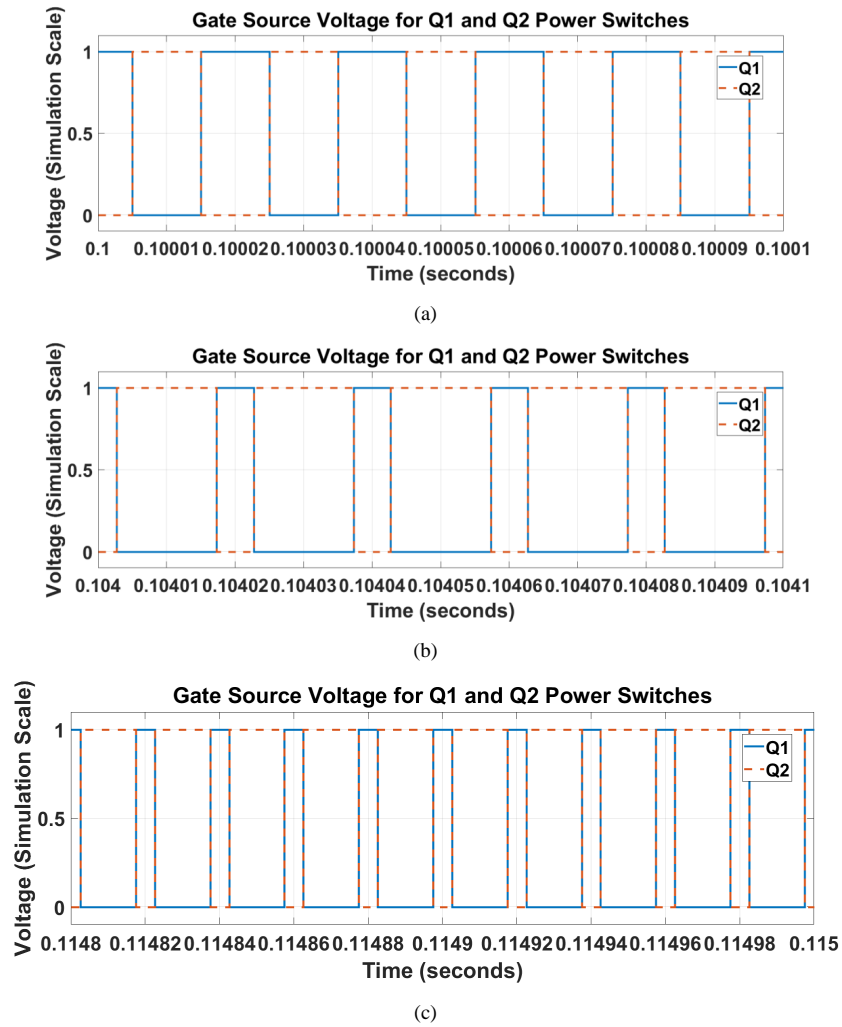 Gate Source Voltage for Q1 and Q2 Power Switches
Voltage (Simulation Scale)
1
0.5
0
Q1
Q2
0.1 0.10001 0.10002 0.10003 0.10004 0.10005 0.10006 0.10007 0.10008 0.10009 0.1001
Time (seconds)
(a)
Gate Source Voltage for Q1 and Q2 Power Switches
Voltage (Simulation Scale)
1
0.5
0
Q1
Q2
0.104 0.10401 0.10402 0.10403 0.10404 0.10405 0.10406 0.10407 0.10408 0.10409 0.1041
Time (seconds)
(b)
Gate Source Voltage for Q1 and Q2 Power Switches
Voltage (Simulation Scale)
1
0.5
0
Q1
Q2
0.1148 0.11482 0.11484 0.11486 0.11488 0.1149 0.11492 0.11494 0.11496 0.11498 0.115
Time (seconds)
(c)